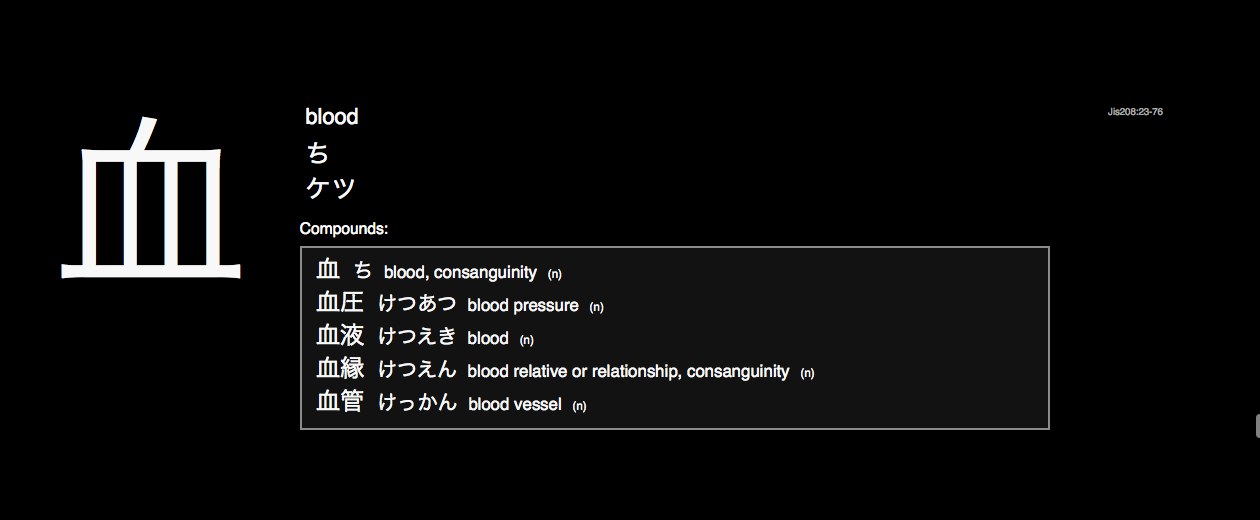 血
blood
ち
ケツ
Jis208:23-76
Compounds:
血 ち blood, consanguinity (n)
血圧 けつあつ blood pressure (n)
血液 けつえき blood (n)
血縁 けつえん blood relative or relationship, consanguinity (n)
血管 けっかん blood vessel (n)